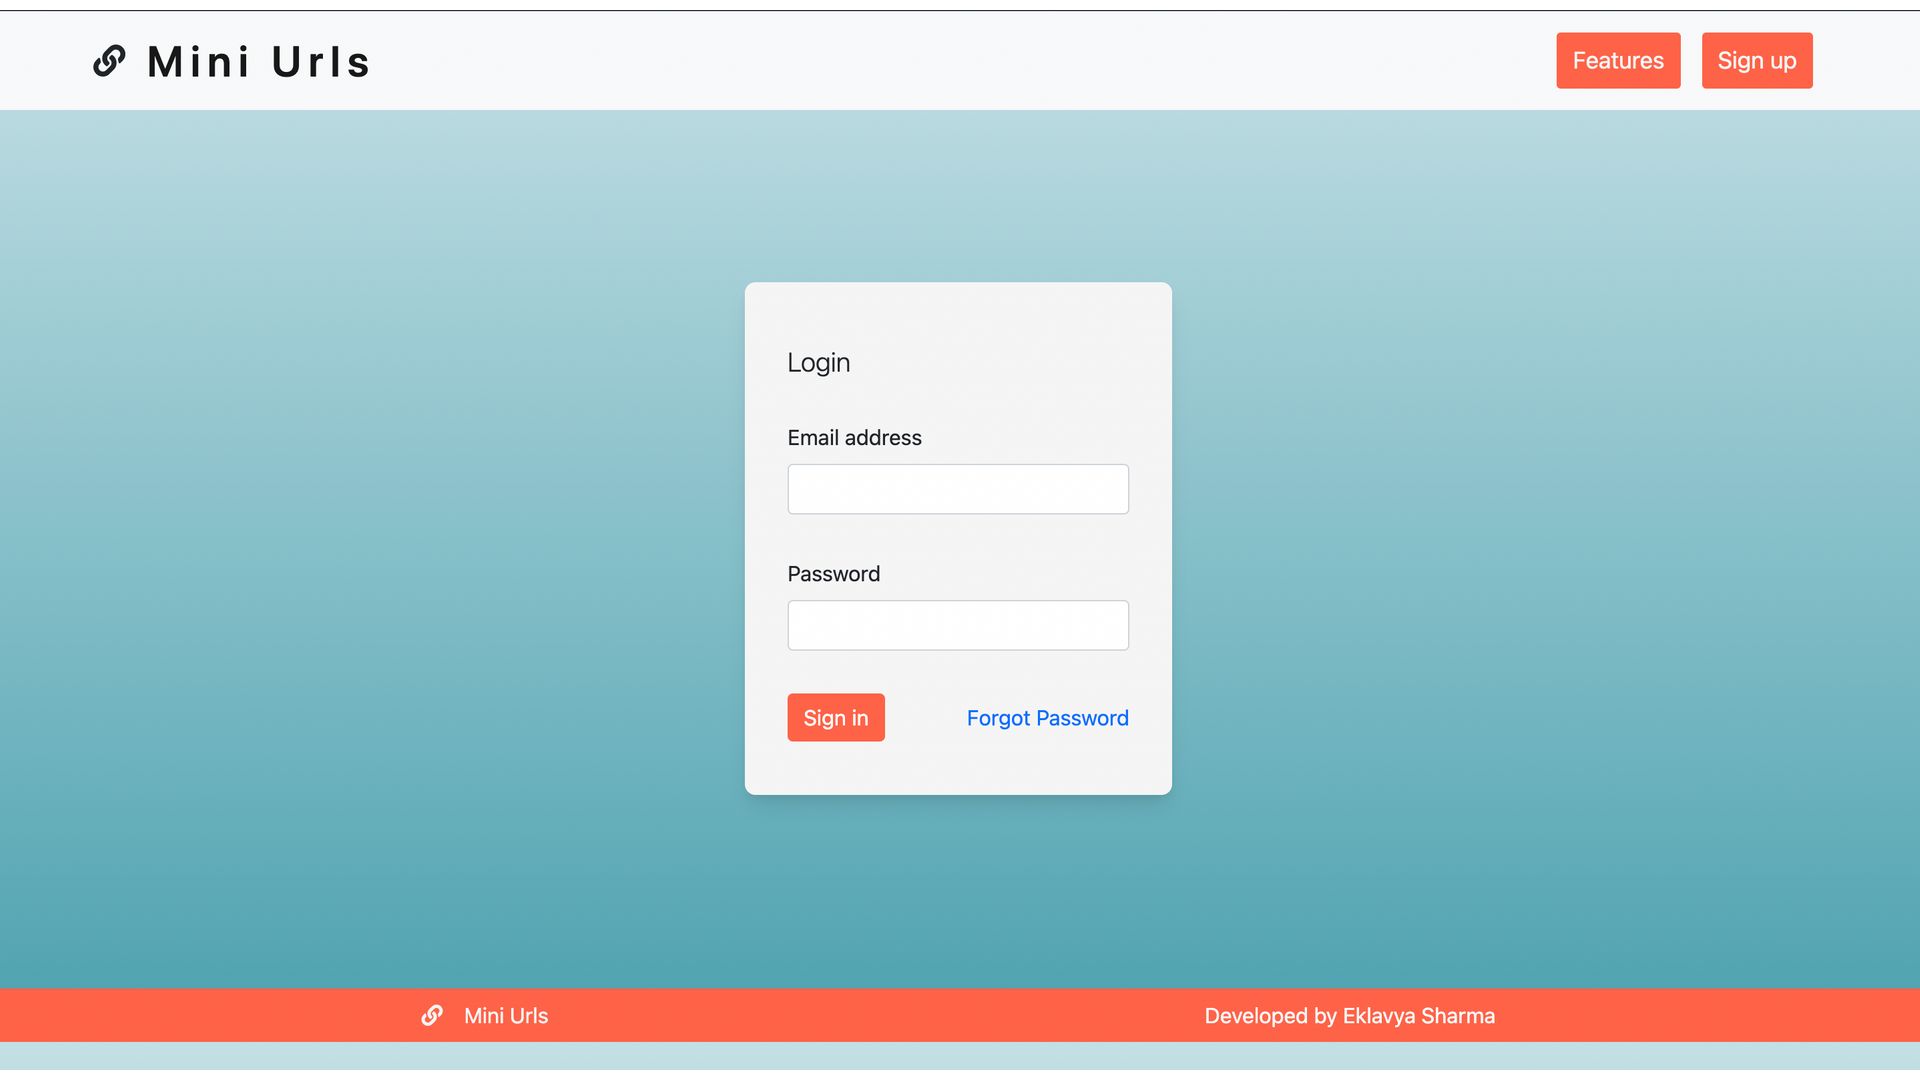 Mini Urls
Features
Sign up
Login
Email address
Password
Sign in
Forgot Password
Mini Urls
Developed by Eklavya Sharma